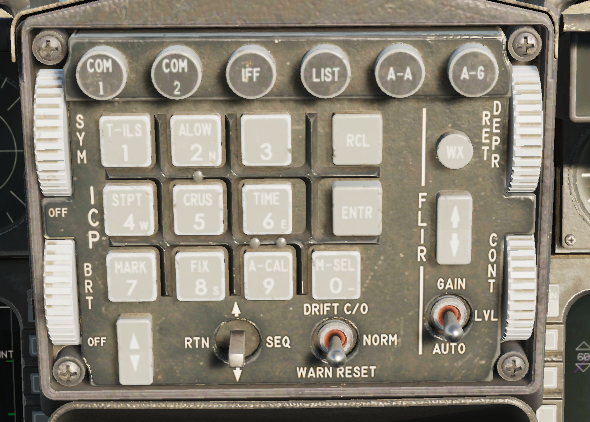 COM 1
COM 2
IFF
LIST
A-A
A-G
SYM
T-ILS 1
ALOW 2 N
3
RCL
WX
RET DEPR
OFF
ICP
STPT 4 W
CRUS 5
TIME 6 E
ENTR
FLIR
BRT
MARK 7
FIX 8 S
A-CAL 9
M-SEL 0 -
CONT
GAIN
LVL
AUTO
OFF
RTN
SEQ
DRIFT C/O
NORM
WARN RESET
60